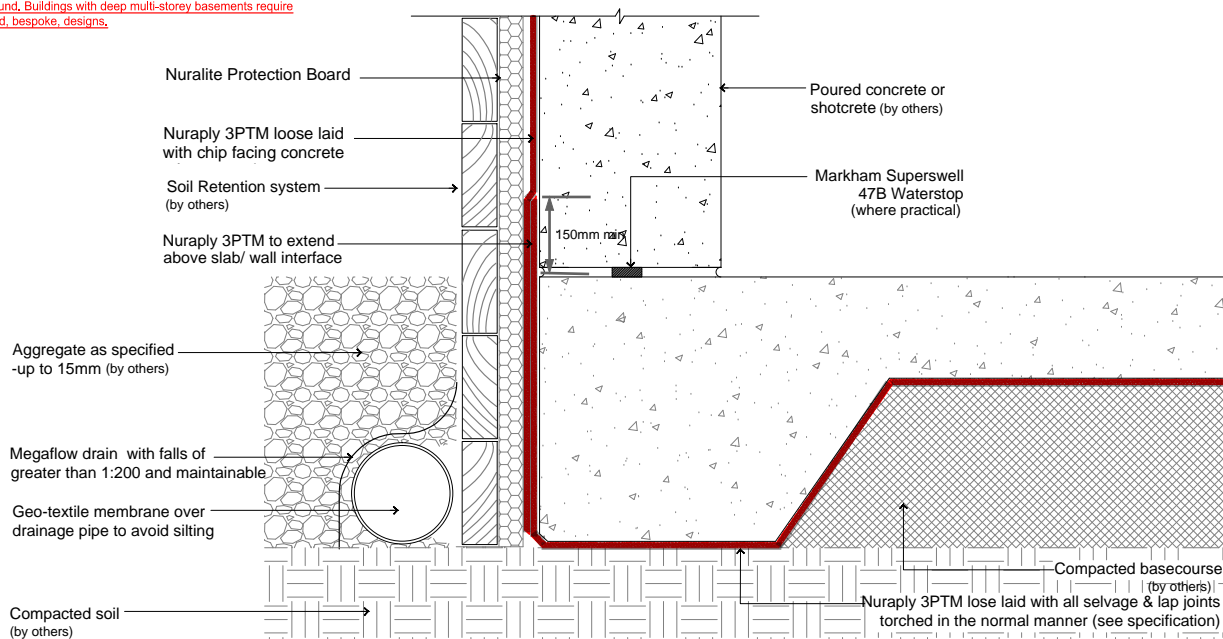 und. Buildings with deep multi-storey basements require
d, bespoke, designs.
Nuralite Protection Board
Nuraply 3PTM loose laid
with chip facing concrete
Soil Retention system
(by others)
Nuraply 3PTM to extend
above slab/ wall interface
Aggregate as specified
-up to 15mm (by others)
Megaflow drain with falls of
greater than 1:200 and maintainable
Geo-textile membrane over
drainage pipe to avoid silting
Compacted soil
(by others)
150mm min
Poured concrete or
shotcrete (by others)
Markham Superswell
47B Waterstop
(where practical)
Compacted basecourse
(by others)
Nuraply 3PTM lose laid with all selvage & lap joints
torched in the normal manner (see specification)